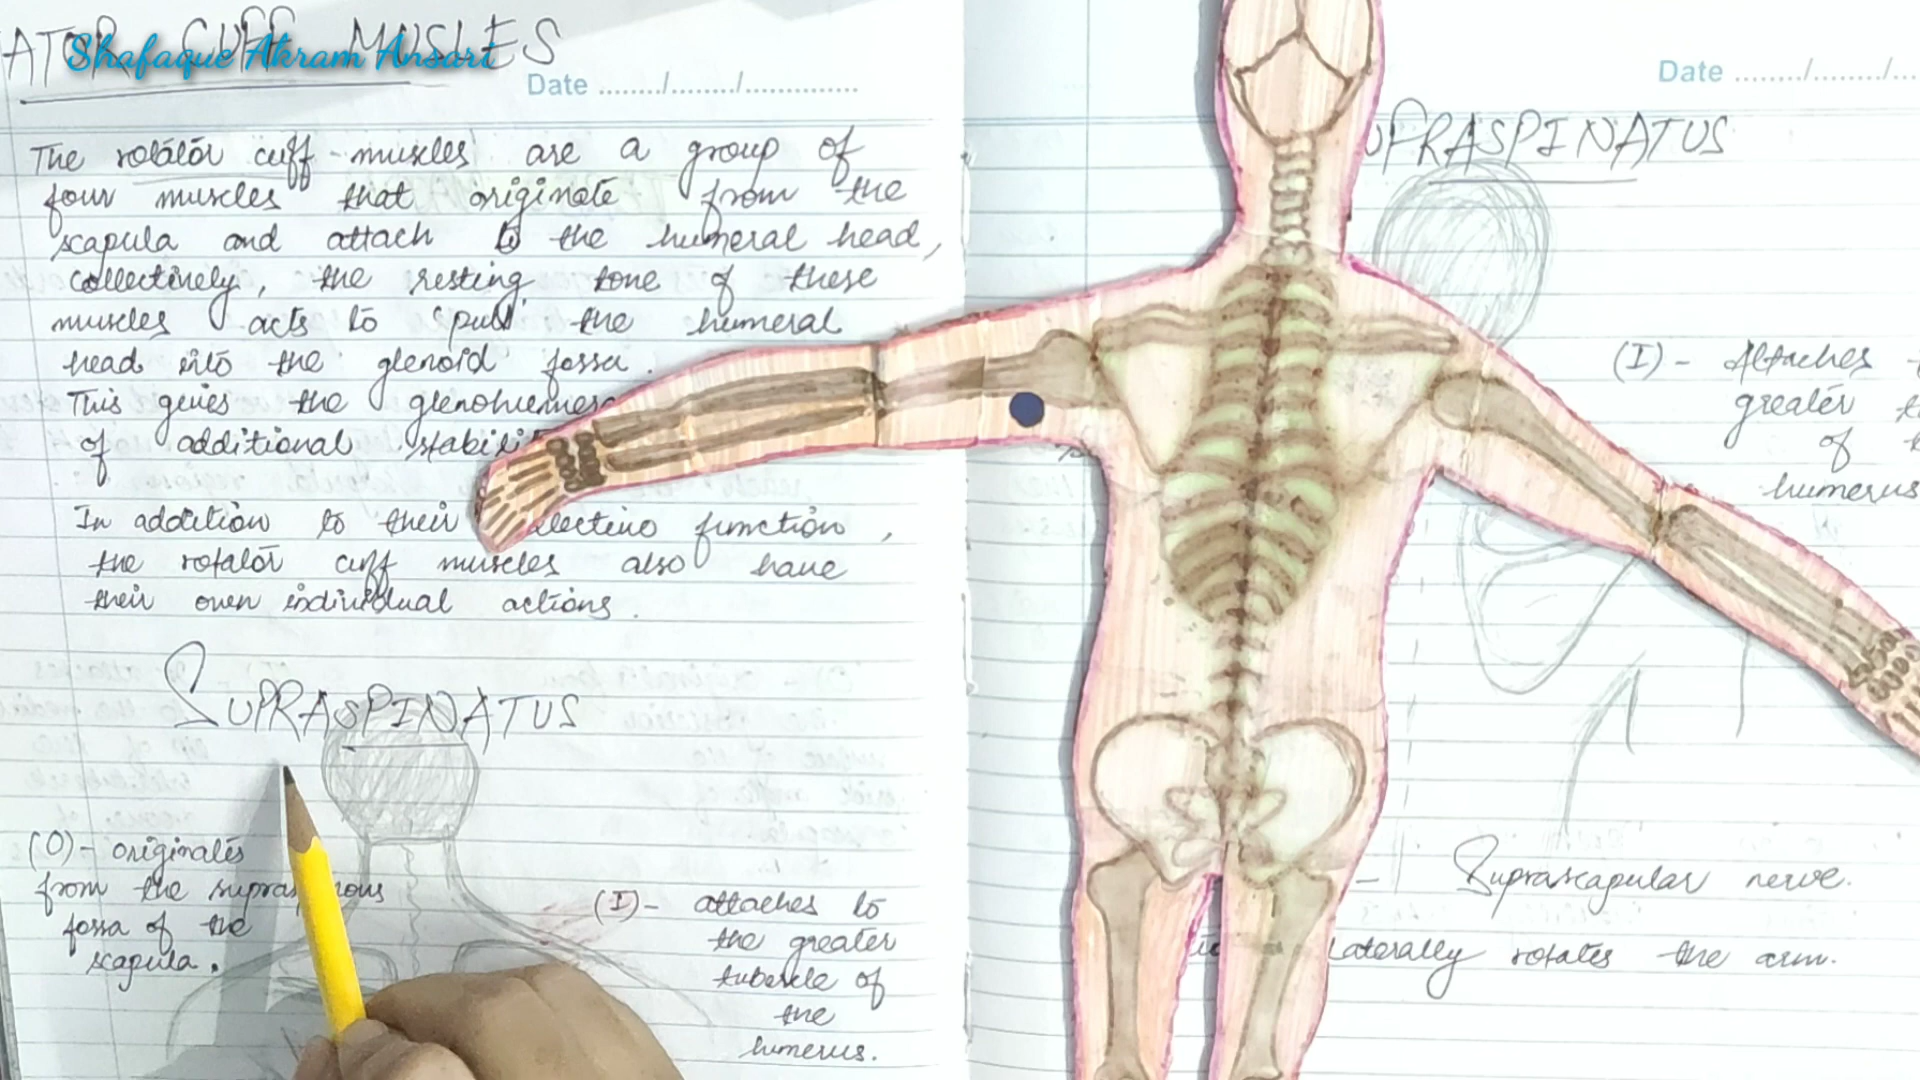 ATOR CUFF MUSLES
Shafaque Akram Ansari
Date ......../......../..............
The rotator cuff muscles are a group of
four muscles that originate from the
scapula and attach to the humeral head,
collectively, the resting tone of these
muscles acts to 'pull' the humeral
head into the glenoid fossa.
This gives the
of additional
In addition to their function,
the rotator cuff muscles also have
their own individual actions.
SUPRASPINATUS
(O)- originates
from the
fossa of the
scapula.
(I)- attaches to
the greater
tubercle of
the
humerus.
Date ......../......../...
UPRASPINATUS
(I)- Attaches
greater
of
humerus
- Suprascapular nerve.
Laterally rotates the arm.